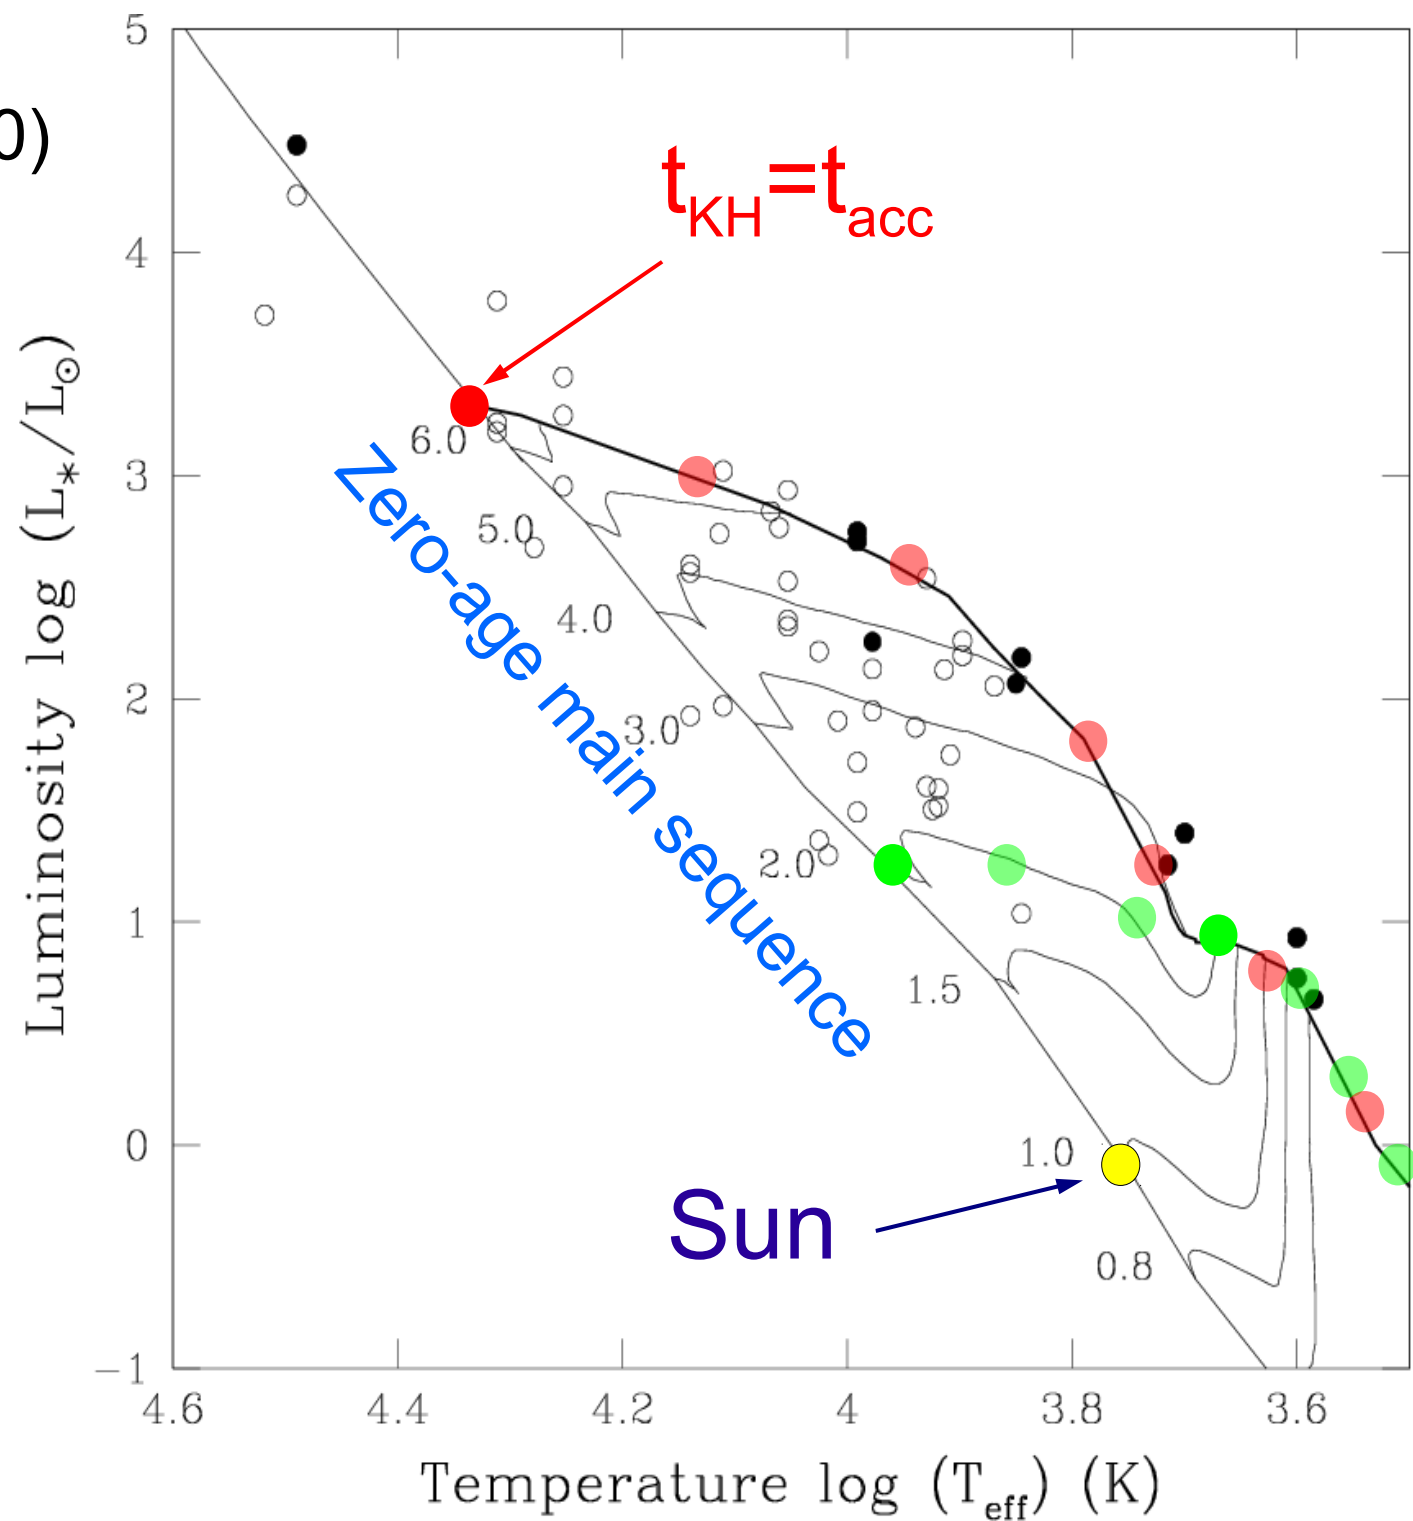 5
0)
t_KH=t_acc
4
6.0
3
5.0
4.0
Zero-age main sequence
2
3.0
2.0
1
1.5
0
1.0
Sun
0.8
−1
4.6 4.4 4.2 4 3.8 3.6
Temperature log (T_eff) (K)
Luminosity log (L_*/L_⊙)